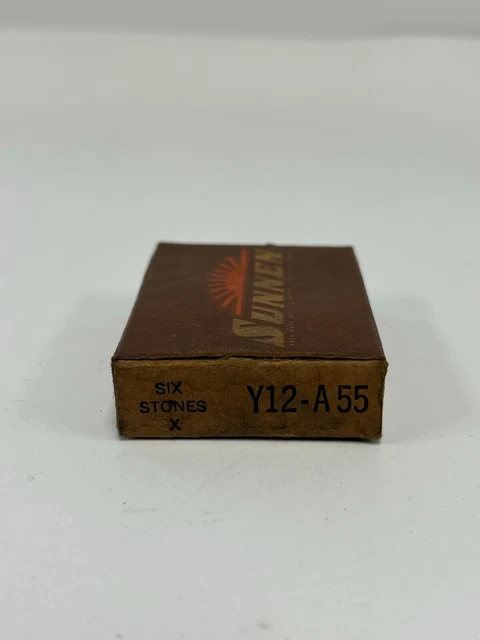 SUNNEN
SIX
STONES
X
Y12-A55